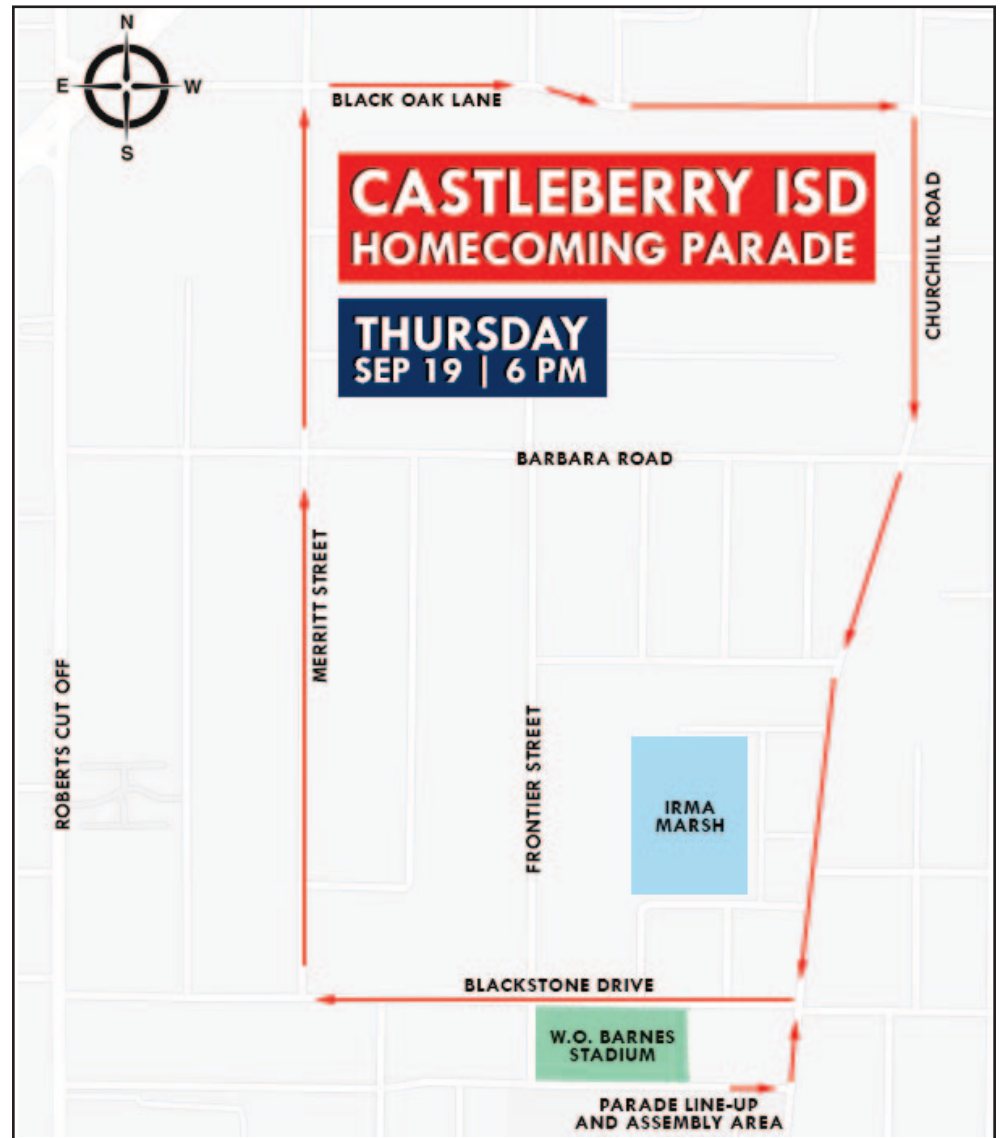 N
E
W
S
BLACK OAK LANE
CASTLEBERRY ISD
HOMECOMING PARADE
THURSDAY
SEP 19 | 6 PM
CHURCHILL ROAD
BARBARA ROAD
MERRITT STREET
ROBERTS CUT OFF
FRONTIER STREET
IRMA
MARSH
BLACKSTONE DRIVE
W.O. BARNES
STADIUM
PARADE LINE-UP
AND ASSEMBLY AREA